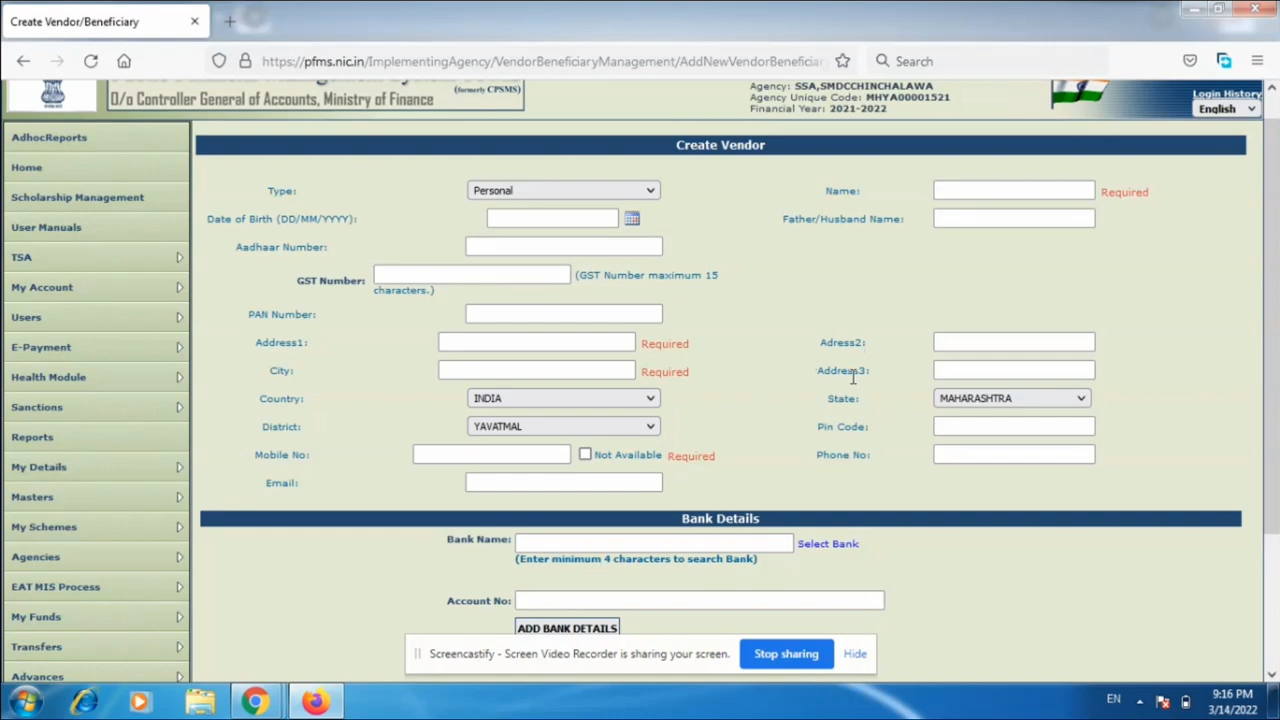 Create Vendor/Beneficiary
https://pfms.nic.in/ImplementingAgency/VendorBeneficiaryManagement/AddNewVendorBeneficiar
Search
(formerly CPSMS)
O/o Controller General of Accounts, Ministry of Finance
Agency: SSA,SMDCCHINCHALAWA
Agency Unique Code: MHYA00001521
Financial Year: 2021-2022
Login History
English
AdhocReports
Home
Scholarship Management
User Manuals
TSA
My Account
Users
E-Payment
Health Module
Sanctions
Reports
My Details
Masters
My Schemes
Agencies
EAT MIS Process
My Funds
Transfers
Advances
Create Vendor
Type: Personal Name: Required
Date of Birth (DD/MM/YYYY): Father/Husband Name:
Aadhaar Number:
GST Number: (GST Number maximum 15
characters.)
PAN Number:
Address1: Required Adress2:
City: Required Address3:
Country: INDIA State: MAHARASHTRA
District: YAVATMAL Pin Code:
Mobile No: Not Available Required Phone No:
Email:
Bank Details
Bank Name: Select Bank
(Enter minimum 4 characters to search Bank)
Account No:
ADD BANK DETAILS
Screencastify - Screen Video Recorder is sharing your screen. Stop sharing Hide
EN 9:16 PM
3/14/2022